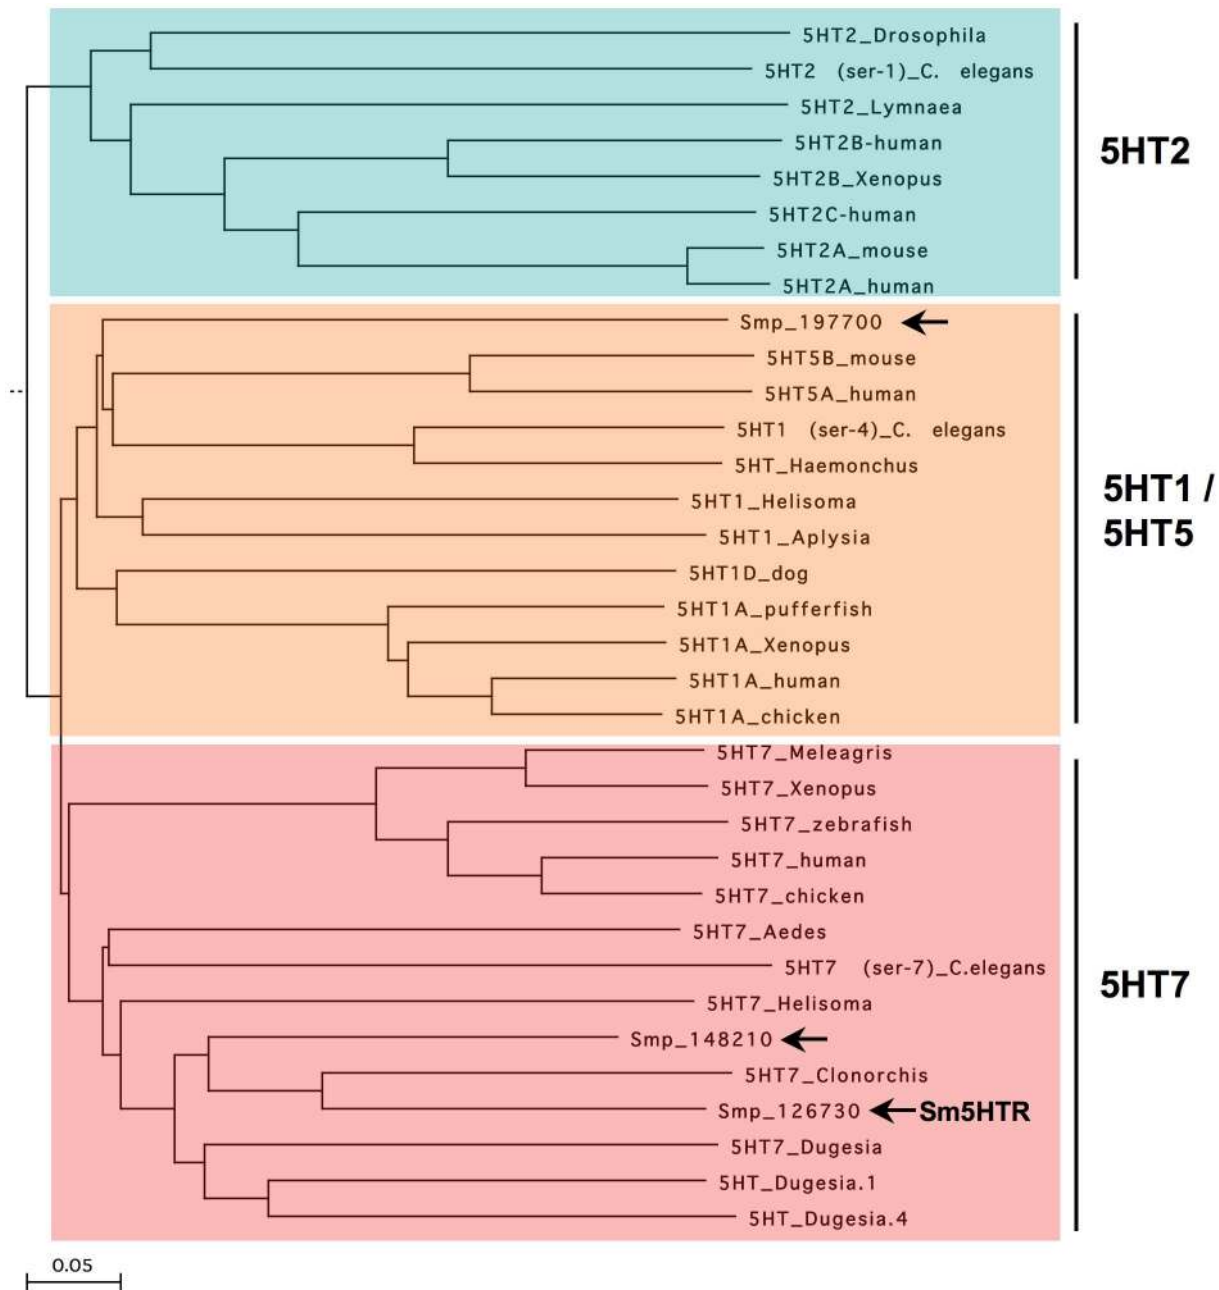 5HT2_Drosophila
5HT2 (ser-1)_C. elegans
5HT2_Lymnaea
5HT2B-human
5HT2B_Xenopus
5HT2C-human
5HT2A_mouse
5HT2A_human
5HT2
Smp_197700
5HT5B_mouse
5HT5A_human
5HT1 (ser-4)_C. elegans
5HT_Haemonchus
5HT1_Helisoma
5HT1_Aplysia
5HT1D_dog
5HT1A_pufferfish
5HT1A_Xenopus
5HT1A_human
5HT1A_chicken
5HT1 /
5HT5
5HT7_Meleagris
5HT7_Xenopus
5HT7_zebrafish
5HT7_human
5HT7_chicken
5HT7_Aedes
5HT7 (ser-7)_C.elegans
5HT7_Helisoma
Smp_148210
5HT7_Clonorchis
Smp_126730 Sm5HTR
5HT7_Dugesia
5HT_Dugesia.1
5HT_Dugesia.4
5HT7
0.05